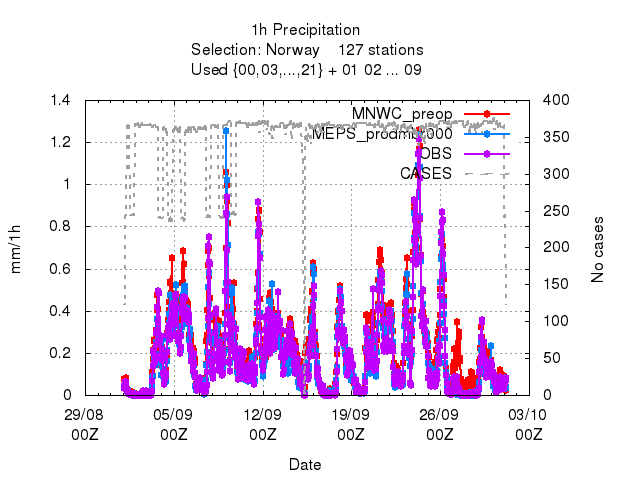 1h Precipitation
Selection: Norway 127 stations
Used {00,03,...,21} + 01 02 ... 09
1.4
1.2
1
0.8
0.6
0.4
0.2
0
mm/1h
400
350
300
250
200
150
100
50
0
No cases
MNWC_preop
OBS
CASES
29/08 05/09 12/09 19/09 26/09 03/10
00Z 00Z 00Z 00Z 00Z 00Z
Date